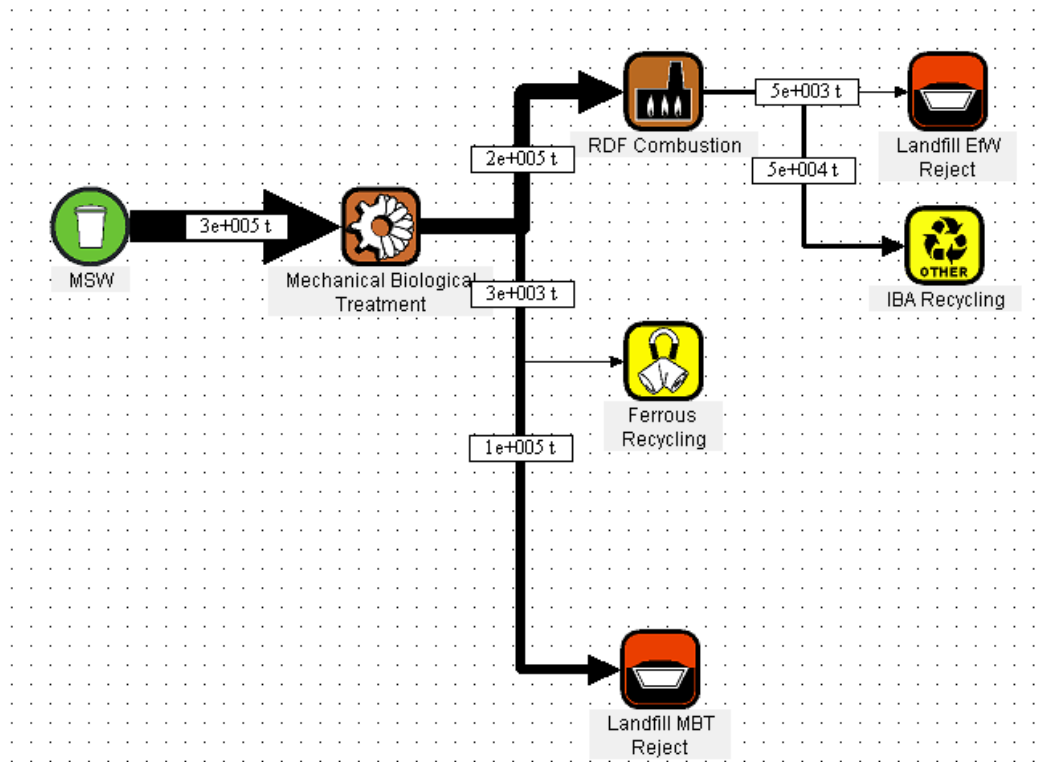 5e+003 t
RDF Combustion
Landfill EfW
Reject
2e+005 t
5e+004 t
3e+005 t
MSW
OTHER
IBA Recycling
Mechanical Biological
Treatment
3e+003 t
Ferrous
Recycling
1e+005 t
Landfill MBT
Reject